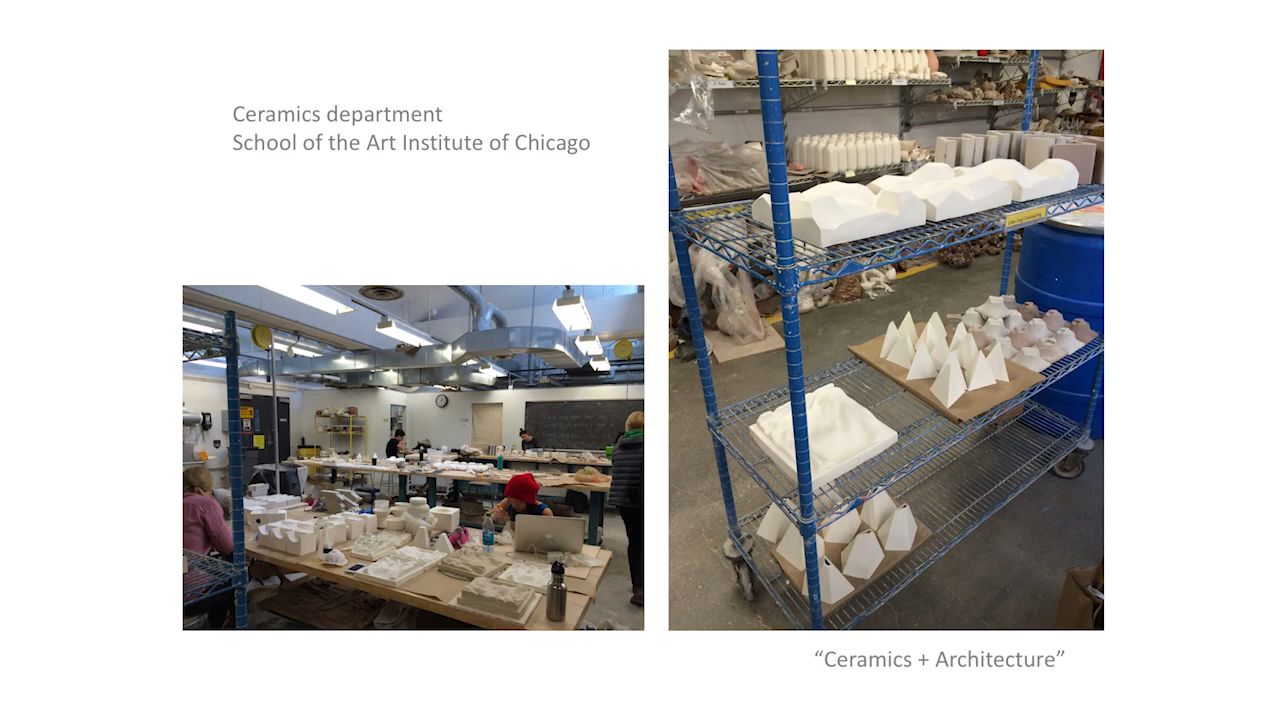 Ceramics department
School of the Art Institute of Chicago
“Ceramics + Architecture”